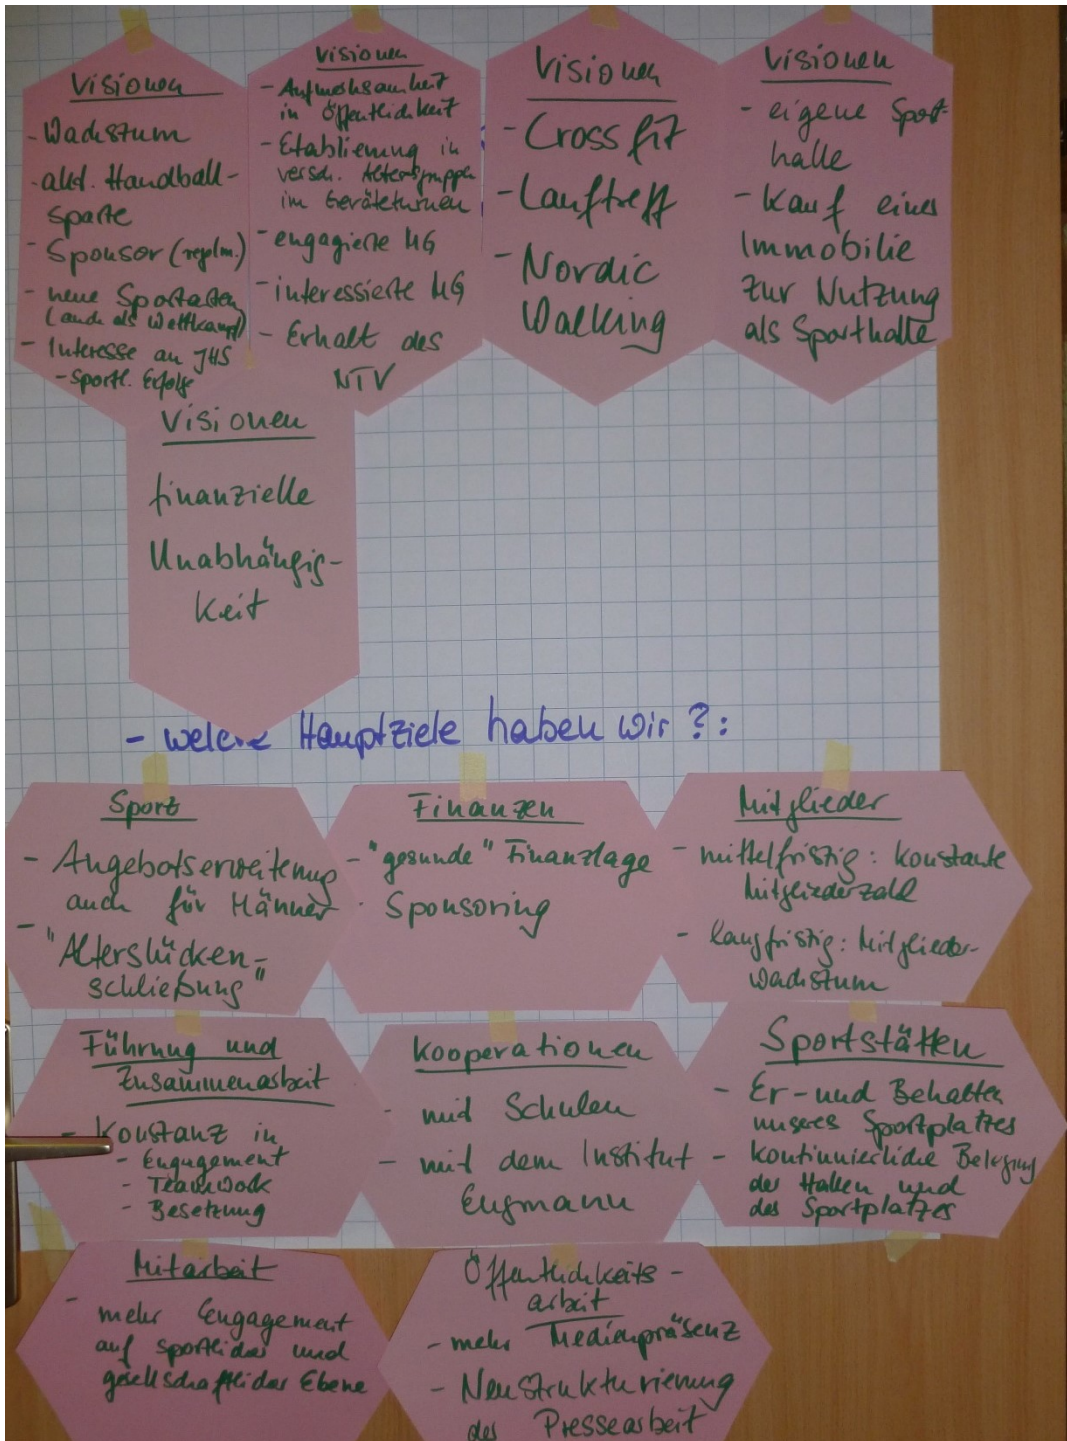 Visionen
- Wachstum
- akt. Handball-
sparte
- Sponsor (regelm.)
- neue Sportarten
(auch als Wettkampf)
- Interesse an JHS
- Sportl. Erfolge
Visionen
- Aufmerksamkeit
in Öffentlichkeit
- Etablierung in
versch. Altersgruppen
im Geräteturnen
- engagierte MG
- interessierte MG
- Erhalt des
NTV
Visionen
- Crossfit
- Lauftreff
- Nordic
Walking
Visionen
- eigene Sport-
halle
- Kauf eines
Immobilie
zur Nutzung
als Sporthalle
Visionen
finanzielle
Unabhängig-
keit
- welche Hauptziele haben wir?:
Sport
- Angebotserweiterung
auch für Männer
- "Alterslücken-
schließung"
Finanzen
- "gesunde" Finanzlage
- Sponsoring
Mitglieder
- mittelfristig: konstante
Mitgliederzahl
- langfristig: Mitglieder-
wachstum
Führung und
Zusammenarbeit
- Konstanz in
- Engagement
- Teamwork
- Besetzung
Kooperationen
- mit Schulen
- mit dem Institut
Engmann
Sportstätten
- Er- und Behalten
unseres Sportplatzes
- kontinuierliche Belegung
der Hallen und
des Sportplatzes
Mitarbeit
- mehr Engagement
auf sportlicher und
gesellschaftlicher Ebene
Öffentlichkeits-
arbeit
- mehr Medienpräsenz
- Neustrukturierung
der Pressearbeit